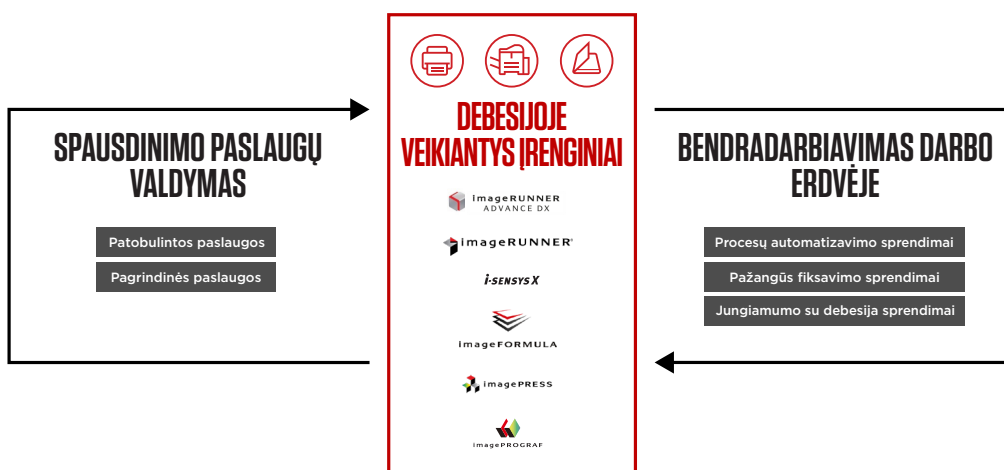 SPAUSDINIMO PASLAUGŲ
VALDYMAS
Patobulintos paslaugos
Pagrindinės paslaugos
DEBESIJOJE
VEIKIANTYS ĮRENGINIAI
imageRUNNER
ADVANCE DX
imageRUNNER®
i-SENSYS X
imageFORMULA
imagePRESS
imagePROGRAF
BENDRADARBIAVIMAS DARBO
ERDVĖJE
Procesų automatizavimo sprendimai
Pažangūs fiksavimo sprendimai
Jungiamumo su debesija sprendimai